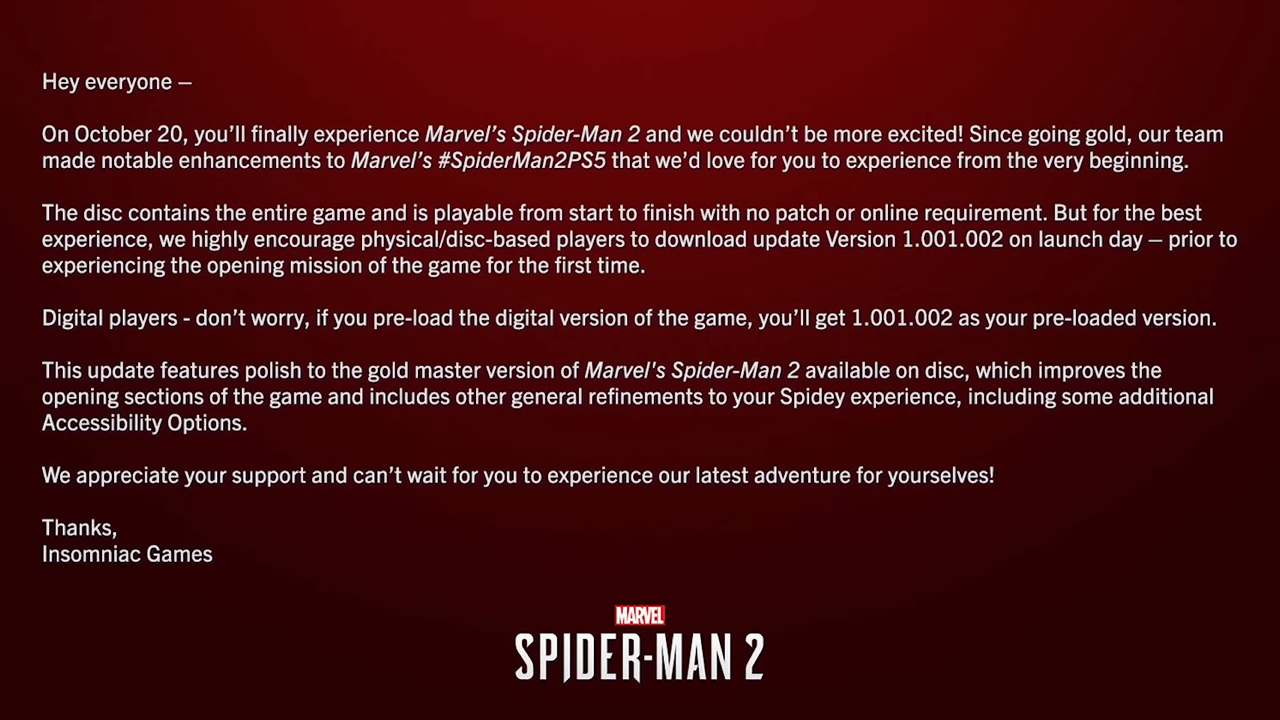 Hey everyone –
On October 20, you’ll finally experience Marvel’s Spider-Man 2 and we couldn’t be more excited! Since going gold, our team
made notable enhancements to Marvel’s #SpiderMan2PS5 that we’d love for you to experience from the very beginning.
The disc contains the entire game and is playable from start to finish with no patch or online requirement. But for the best
experience, we highly encourage physical/disc-based players to download update Version 1.001.002 on launch day – prior to
experiencing the opening mission of the game for the first time.
Digital players - don’t worry, if you pre-load the digital version of the game, you’ll get 1.001.002 as your pre-loaded version.
This update features polish to the gold master version of Marvel's Spider-Man 2 available on disc, which improves the
opening sections of the game and includes other general refinements to your Spidey experience, including some additional
Accessibility Options.
We appreciate your support and can’t wait for you to experience our latest adventure for yourselves!
Thanks,
Insomniac Games
MARVEL
SPIDER-MAN 2